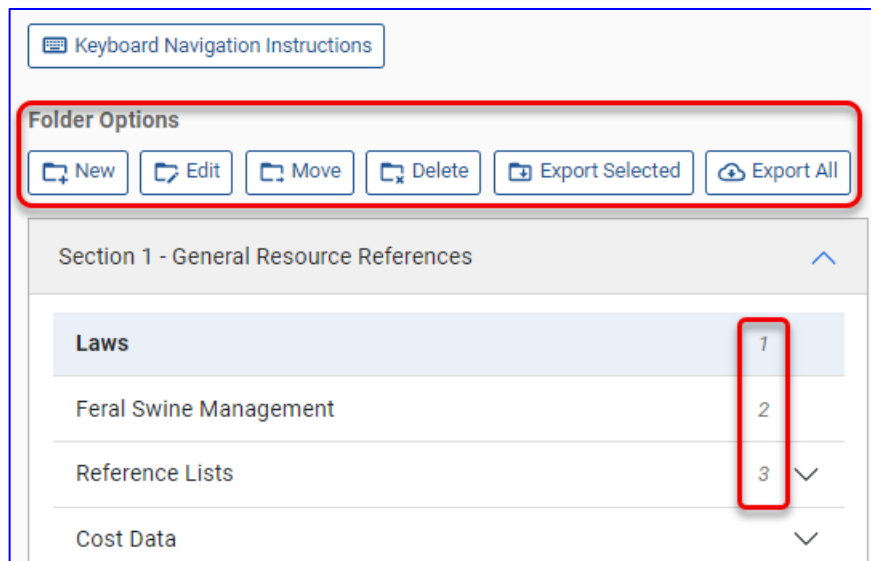 Keyboard Navigation Instructions
Folder Options
New Edit Move Delete Export Selected Export All
Section 1 - General Resource References
Laws 1
Feral Swine Management 2
Reference Lists 3
Cost Data